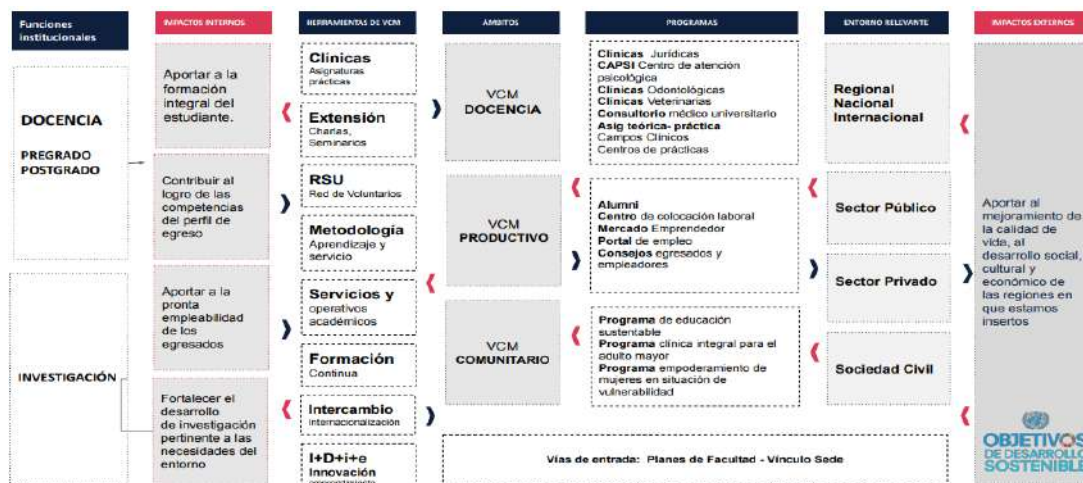 Funciones
institucionales
IMPACTOS INTERNOS
HERRAMIENTAS DE VCM
ÁMBITOS
PROGRAMAS
ENTORNO RELEVANTE
IMPACTOS EXTERNOS
DOCENCIA
PREGRADO
POSTGRADO
INVESTIGACIÓN
Aportar a la
formación
integral del
estudiante.
Contribuir al
logro de las
competencias
del perfil de
egreso
Aportar a la
pronta
empleabilidad
de los
egresados
Fortalecer el
desarrollo
de investigación
pertinente a las
necesidades del
entorno
Clínicas
Asignaturas
prácticas
Extensión
Charlas,
Seminarios
RSU
Red de Voluntarios
Metodología
Aprendizaje y
servicio
Servicios y
operativos
académicos
Formación
Continua
Intercambio
Internacionalización
I+D+i+e
Innovación
VCM
DOCENCIA
VCM
PRODUCTIVO
VCM
COMUNITARIO
Clínicas Jurídicas
CAPSI Centro de atención
psicológica
Clínicas Odontológicas
Clínicas Veterinarias
Consultorio médico universitario
Asig teórica- práctica
Campos Clínicos
Centros de prácticas
Alumni
Centro de colocación laboral
Mercado Emprendedor
Portal de empleo
Consejos egresados y
empleadores
Programa de educación
sustentable
Programa clínica integral para el
adulto mayor
Programa empoderamiento de
mujeres en situación de
vulnerabilidad
Vías de entrada: Planes de Facultad - Vínculo Sede
Regional
Nacional
Internacional
Sector Público
Sector Privado
Sociedad Civil
Aportar al
mejoramiento de
la calidad de
vida, al
desarrollo social,
cultural y
económico de
las regiones en
que estamos
insertos
OBJETIVOS
DE DESARROLLO
SOSTENIBLE